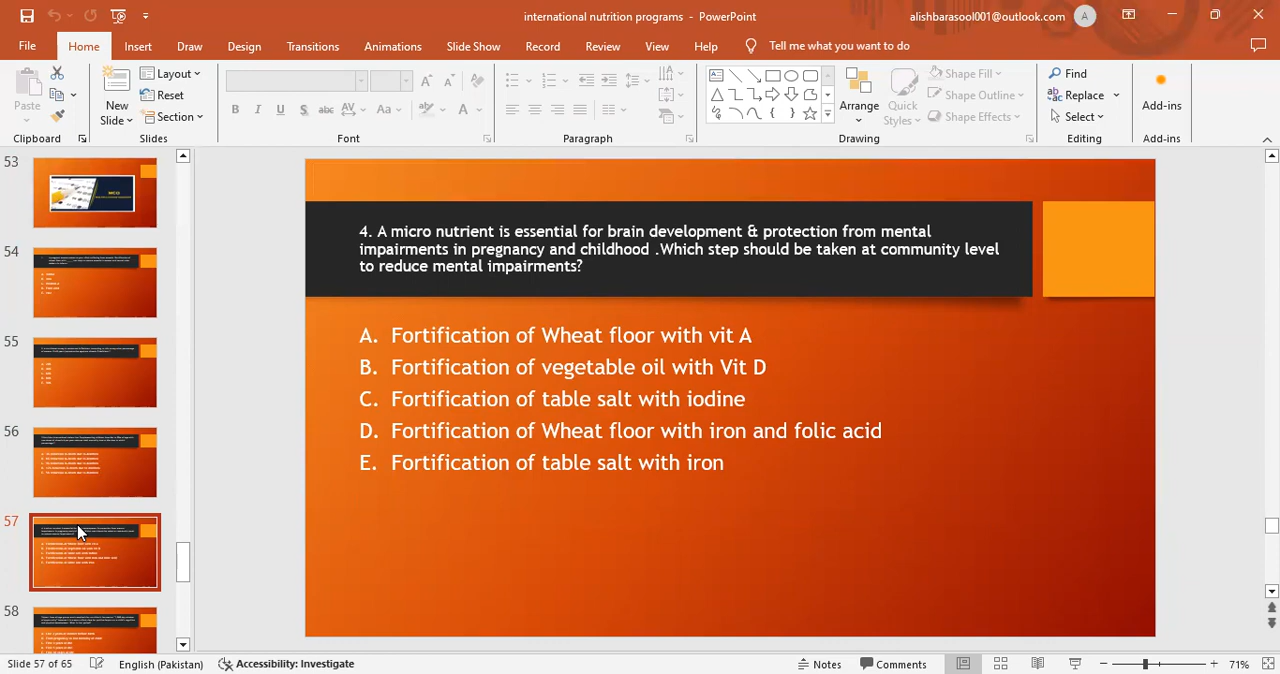 international nutrition programs - PowerPoint
alishbarasool001@outlook.com
A
File Home Insert Draw Design Transitions Animations Slide Show Record Review View Help Tell me what you want to do
Paste
Clipboard
New
Slide
Layout
Reset
Section
Slides
B I U S abc AV Aa A
Font
Paragraph
Arrange
Quick
Styles
Shape Fill
Shape Outline
Shape Effects
Drawing
Find
Replace
Select
Editing
Add-ins
Add-ins
53
54
55
56
57
58
4. A micro nutrient is essential for brain development & protection from mental
impairments in pregnancy and childhood .Which step should be taken at community level
to reduce mental impairments?
A. Fortification of Wheat floor with vit A
B. Fortification of vegetable oil with Vit D
C. Fortification of table salt with iodine
D. Fortification of Wheat floor with iron and folic acid
E. Fortification of table salt with iron
Slide 57 of 65 English (Pakistan) Accessibility: Investigate Notes Comments 71%